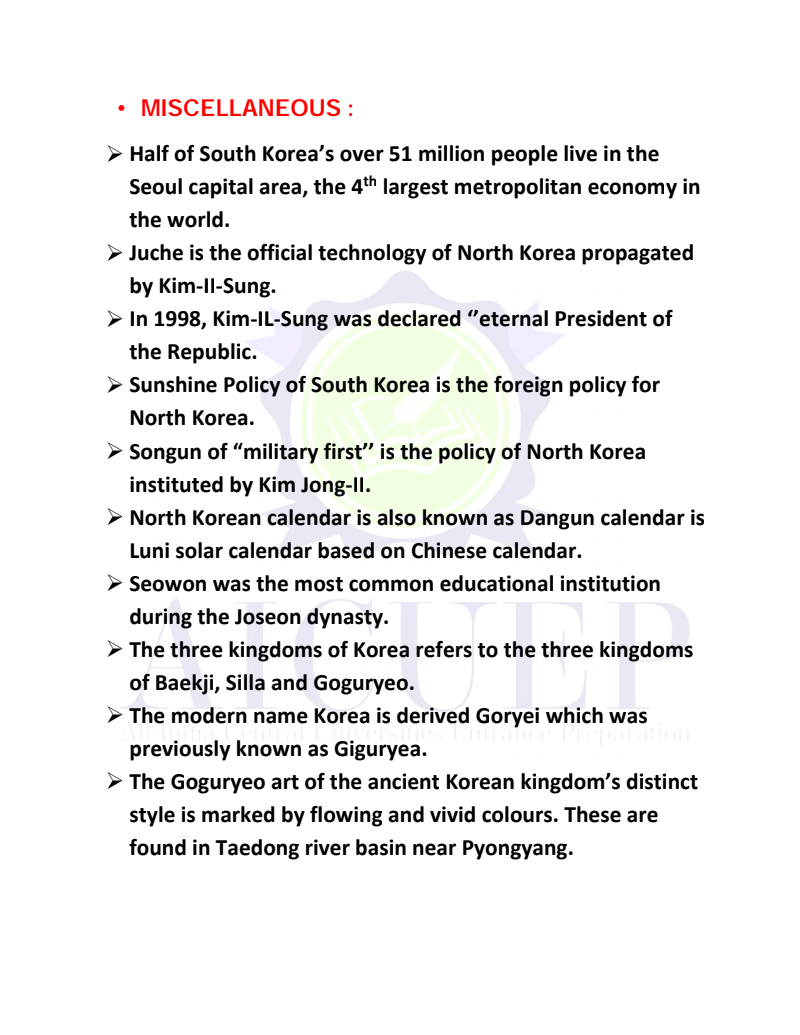 • MISCELLANEOUS :
➢ Half of South Korea’s over 51 million people live in the
Seoul capital area, the 4th largest metropolitan economy in
the world.
➢ Juche is the official technology of North Korea propagated
by Kim-II-Sung.
➢ In 1998, Kim-IL-Sung was declared ‘’eternal President of
the Republic.
➢ Sunshine Policy of South Korea is the foreign policy for
North Korea.
➢ Songun of “military first’’ is the policy of North Korea
instituted by Kim Jong-II.
➢ North Korean calendar is also known as Dangun calendar is
Luni solar calendar based on Chinese calendar.
➢ Seowon was the most common educational institution
during the Joseon dynasty.
➢ The three kingdoms of Korea refers to the three kingdoms
of Baekji, Silla and Goguryeo.
➢ The modern name Korea is derived Goryei which was
previously known as Giguryea.
➢ The Goguryeo art of the ancient Korean kingdom’s distinct
style is marked by flowing and vivid colours. These are
found in Taedong river basin near Pyongyang.
AICUEP
All India Central Universities Entrance Preparation